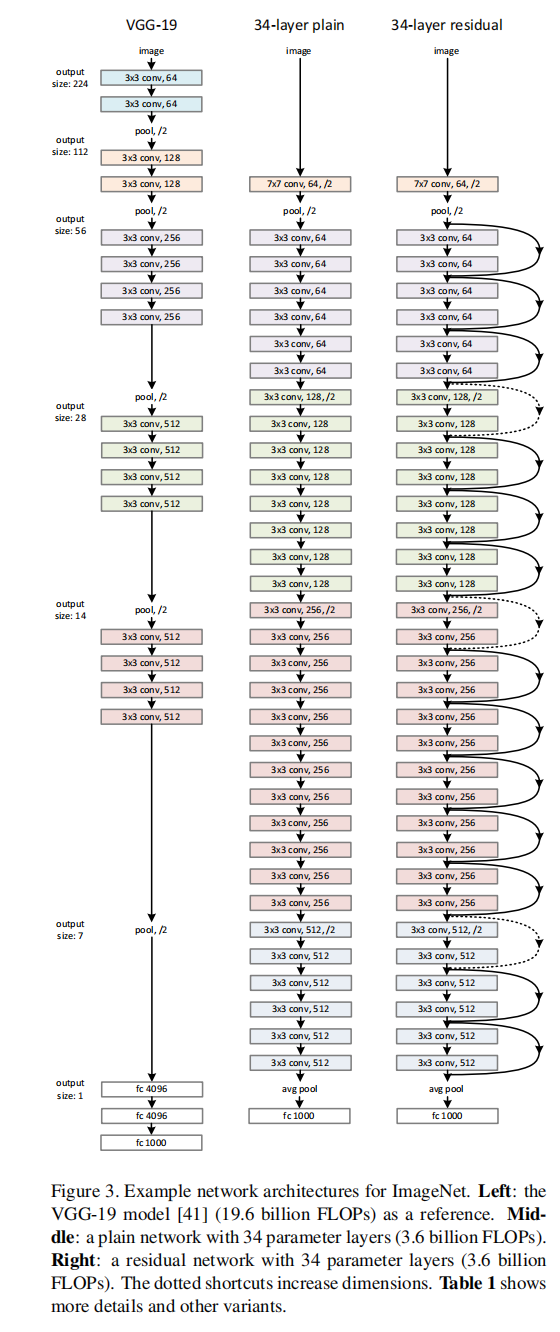 VGG-19
image
output
size: 224
3x3 conv, 64
3x3 conv, 64
pool, /2
output
size: 112
3x3 conv, 128
3x3 conv, 128
pool, /2
output
size: 56
3x3 conv, 256
3x3 conv, 256
3x3 conv, 256
3x3 conv, 256
pool, /2
output
size: 28
3x3 conv, 512
3x3 conv, 512
3x3 conv, 512
3x3 conv, 512
pool, /2
output
size: 14
3x3 conv, 512
3x3 conv, 512
3x3 conv, 512
3x3 conv, 512
pool, /2
output
size: 7
output
size: 1
fc 4096
fc 4096
fc 1000
34-layer plain
image
7x7 conv, 64, /2
pool, /2
3x3 conv, 64
3x3 conv, 64
3x3 conv, 64
3x3 conv, 64
3x3 conv, 64
3x3 conv, 64
3x3 conv, 128, /2
3x3 conv, 128
3x3 conv, 128
3x3 conv, 128
3x3 conv, 128
3x3 conv, 128
3x3 conv, 128
3x3 conv, 128
3x3 conv, 256, /2
3x3 conv, 256
3x3 conv, 256
3x3 conv, 256
3x3 conv, 256
3x3 conv, 256
3x3 conv, 256
3x3 conv, 256
3x3 conv, 256
3x3 conv, 256
3x3 conv, 256
3x3 conv, 256
3x3 conv, 512, /2
3x3 conv, 512
3x3 conv, 512
3x3 conv, 512
3x3 conv, 512
3x3 conv, 512
avg pool
fc 1000
34-layer residual
image
7x7 conv, 64, /2
pool, /2
3x3 conv, 64
3x3 conv, 64
3x3 conv, 64
3x3 conv, 64
3x3 conv, 64
3x3 conv, 64
3x3 conv, 128, /2
3x3 conv, 128
3x3 conv, 128
3x3 conv, 128
3x3 conv, 128
3x3 conv, 128
3x3 conv, 128
3x3 conv, 128
3x3 conv, 256, /2
3x3 conv, 256
3x3 conv, 256
3x3 conv, 256
3x3 conv, 256
3x3 conv, 256
3x3 conv, 256
3x3 conv, 256
3x3 conv, 256
3x3 conv, 256
3x3 conv, 256
3x3 conv, 256
3x3 conv, 512, /2
3x3 conv, 512
3x3 conv, 512
3x3 conv, 512
3x3 conv, 512
3x3 conv, 512
avg pool
fc 1000
Figure 3. Example network architectures for ImageNet. Left: the
VGG-19 model [41] (19.6 billion FLOPs) as a reference. Mid-
dle: a plain network with 34 parameter layers (3.6 billion FLOPs).
Right: a residual network with 34 parameter layers (3.6 billion
FLOPs). The dotted shortcuts increase dimensions. Table 1 shows
more details and other variants.